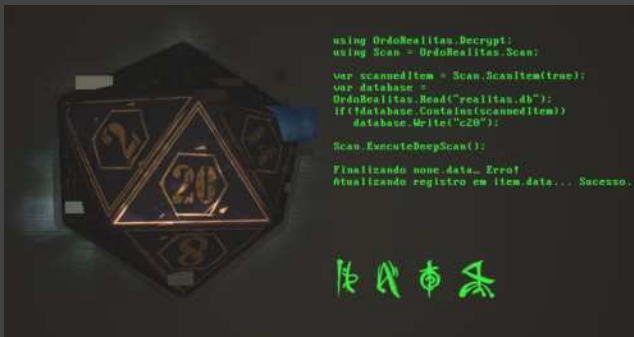 using OrdoRealitas.Decrypt;
using Scan = OrdoRealitas.Scan;
var scannedItem = Scan.ScanItem(true);
var database =
OrdoRealitas.Read("realitas.db");
if(!database.Contains(scannedItem))
database.Write("c20");
Scan.ExecuteDeepScan();
Finalizando none.data… Erro!
Atualizando registro em item.data... Sucesso.
2
20
8